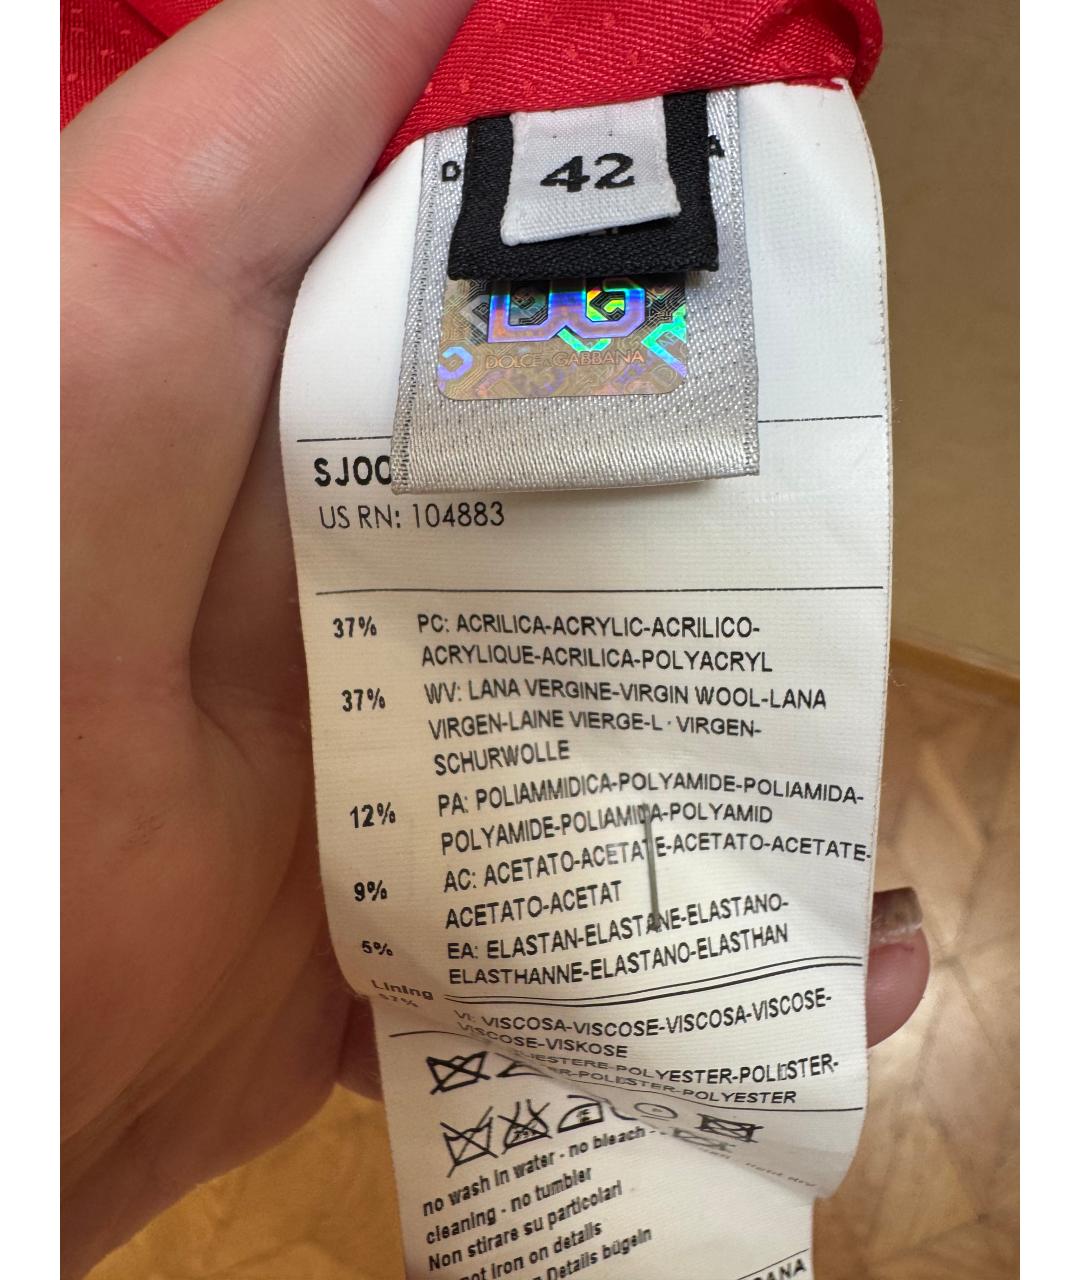 42
DOLCE & GABBANA
SJOO
US RN: 104883
37% PC: ACRILICA-ACRYLIC-ACRILICO-
ACRYLIQUE-ACRILICA-POLYACRYL
37% WV: LANA VERGINE-VIRGIN WOOL-LANA
VIRGEN-LAINE VIERGE-L VIRGEN-
SCHURWOLLE
12% PA: POLIAMMIDICA-POLYAMIDE-POLIAMIDA-
POLYAMIDE-POLIAMIDA-POLYAMID
9% AC: ACETATO-ACETATE-ACETATO-ACETATE-
ACETATO-ACETAT
5% EA: ELASTAN-ELASTANE-ELASTANO-
ELASTHANNE-ELASTANO-ELASTHAN
Lining
57% VI: VISCOSA-VISCOSE-VISCOSA-VISCOSE-
VISCOSE-VISKOSE
POLYESTER-POLIÉSTER-
POLIESTER-POLYESTER
no wash in water - no bleach -
cleaning - no tumbler
Non stirare su particolari
not iron on details
Details bügeln